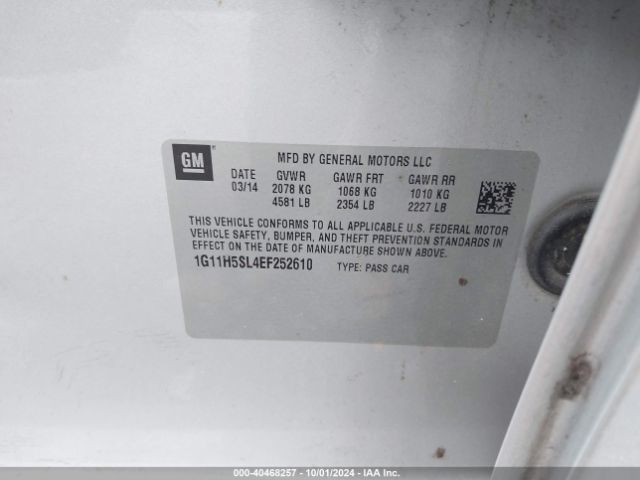 GM
MFD BY GENERAL MOTORS LLC
DATE GVWR GAWR FRT GAWR RR
03/14 2078 KG 1068 KG 1010 KG
4581 LB 2354 LB 2227 LB
THIS VEHICLE CONFORMS TO ALL APPLICABLE U.S. FEDERAL MOTOR
VEHICLE SAFETY, BUMPER, AND THEFT PREVENTION STANDARDS IN
EFFECT ON THE DATE OF MANUFACTURE SHOWN ABOVE.
1G11H5SL4EF252610 TYPE: PASS CAR
000-40468257 - 10/01/2024 - IAA Inc.